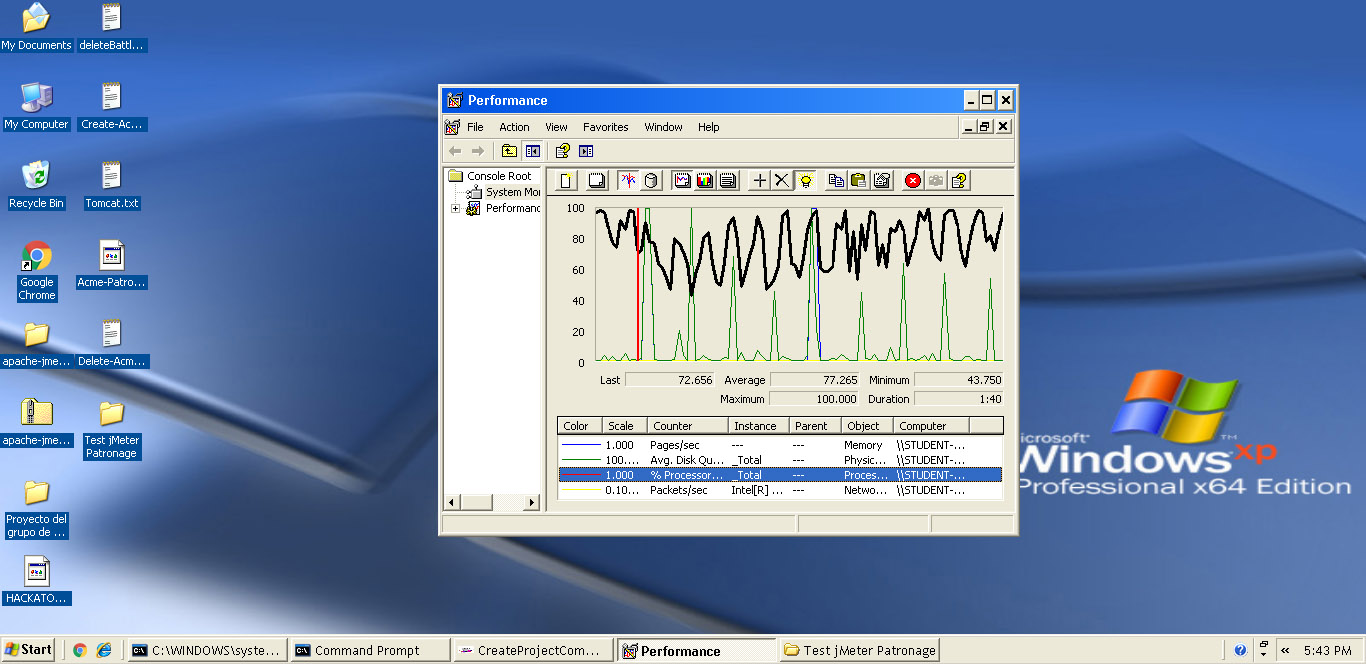 My Documents
deleteBattl...
My Computer
Create-Ac...
Recycle Bin
Tomcat.txt
Google
Chrome
Acme-Patro...
apache-jme...
Delete-Acm...
apache-jme...
Test jMeter
Patronage
Proyecto del
grupo de ...
HACKATO...
Performance
File Action View Favorites Window Help
Console Root
System Mo
Performanc
100
80
60
40
20
0
Last 72.656 Average 77.265 Minimum 43.750
Maximum 100.000 Duration 1:40
Color Scale Counter Instance Parent Object Computer
1.000 Pages/sec --- --- Memory \\STUDENT-...
100.... Avg. Disk Qu... _Total --- Physic... \\STUDENT-...
1.000 % Processor... _Total --- Proces... \\STUDENT-...
0.10... Packets/sec Intel[R] ... --- Netwo... \\STUDENT-...
icrosoft
Windows xp
TM
Professional x64 Edition
Start
C:\WINDOWS\syste...
Command Prompt
CreateProjectCom...
Performance
Test jMeter Patronage
5:43 PM